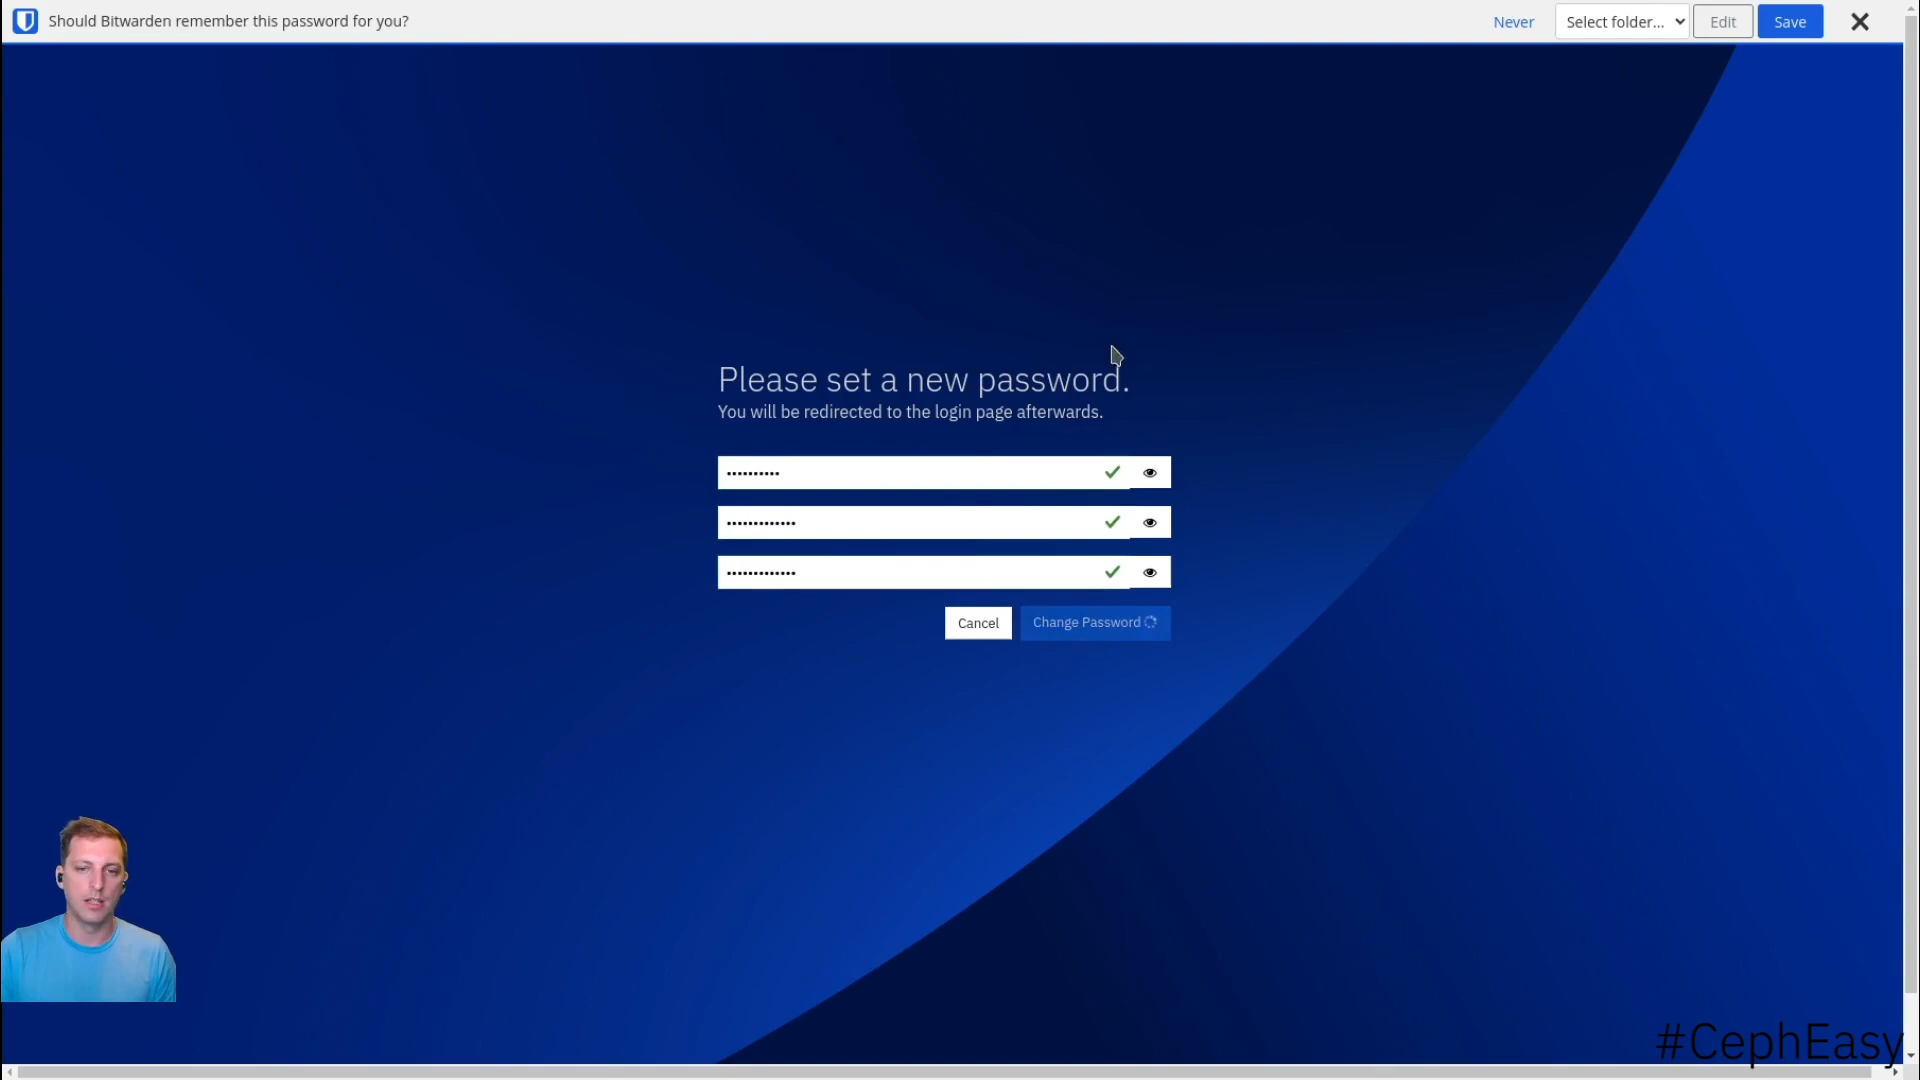 Should Bitwarden remember this password for you?
Never
Select folder...
Edit
Save
Please set a new password.
You will be redirected to the login page afterwards.
••••••••••
•••••••••••••
•••••••••••••
Cancel
Change Password
#CephEasy